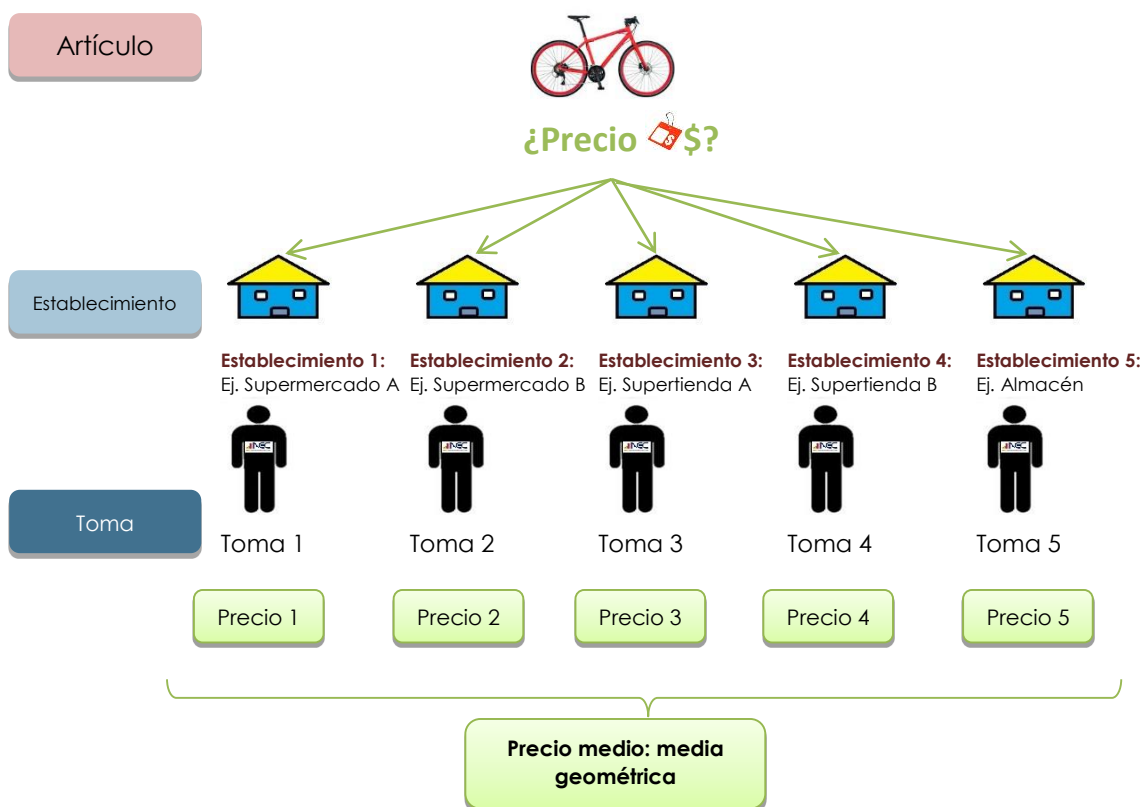 Artículo
¿Precio $?
Establecimiento
Establecimiento 1:
Ej. Supermercado A
Establecimiento 2:
Ej. Supermercado B
Establecimiento 3:
Ej. Supertienda A
Establecimiento 4:
Ej. Supertienda B
Establecimiento 5:
Ej. Almacén
Toma
Toma 1
Toma 2
Toma 3
Toma 4
Toma 5
Precio 1
Precio 2
Precio 3
Precio 4
Precio 5
Precio medio: media
geométrica